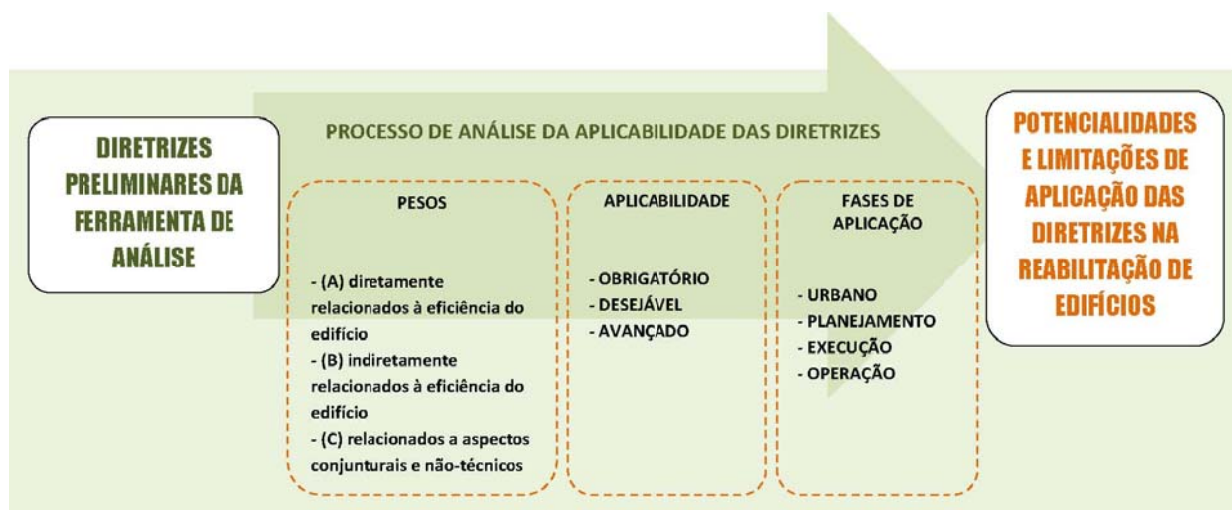 DIRETRIZES
PRELIMINARES DA
FERRAMENTA DE
ANÁLISE
PROCESSO DE ANÁLISE DA APLICABILIDADE DAS DIRETRIZES
PESOS
- (A) diretamente
relacionados à eficiência do
edifício
- (B) indiretamente
relacionados à eficiência do
edifício
- (C) relacionados a aspectos
conjunturais e não-técnicos
APLICABILIDADE
- OBRIGATÓRIO
- DESEJÁVEL
- AVANÇADO
FASES DE
APLICAÇÃO
- URBANO
- PLANEJAMENTO
- EXECUÇÃO
- OPERAÇÃO
POTENCIALIDADES
E LIMITAÇÕES DE
APLICAÇÃO DAS
DIRETRIZES NA
REABILITAÇÃO DE
EDIFÍCIOS